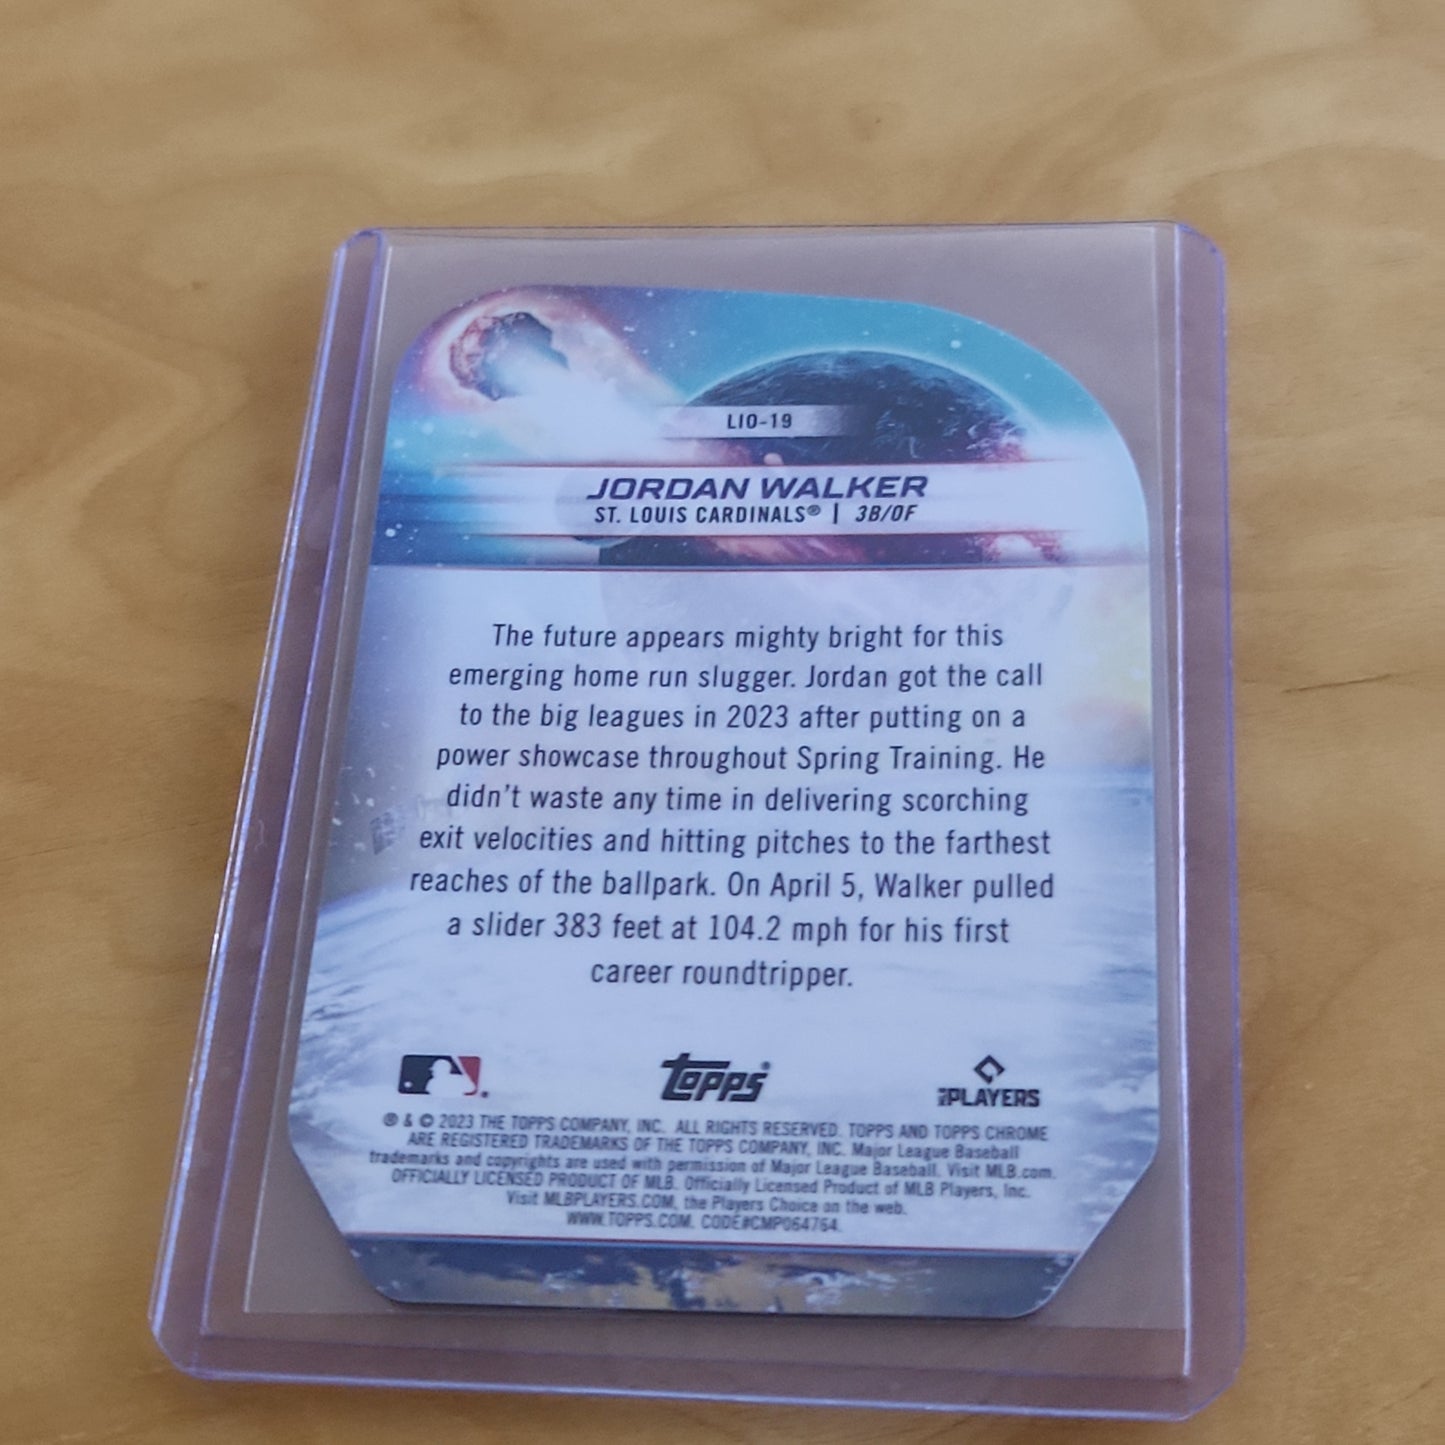 LIO-19
JORDAN WALKER
ST. LOUIS CARDINALS® | 3B/OF
The future appears mighty bright for this
emerging home run slugger. Jordan got the call
to the big leagues in 2023 after putting on a
power showcase throughout Spring Training. He
didn't waste any time in delivering scorching
exit velocities and hitting pitches to the farthest
reaches of the ballpark. On April 5, Walker pulled
a slider 383 feet at 104.2 mph for his first
career roundtripper.
topps®
PLAYERS
® & © 2023 THE TOPPS COMPANY, INC. ALL RIGHTS RESERVED. TOPPS AND TOPPS CHROME
ARE REGISTERED TRADEMARKS OF THE TOPPS COMPANY, INC. Major League Baseball
trademarks and copyrights are used with permission of Major League Baseball. Visit MLB.com.
OFFICIALLY LICENSED PRODUCT OF MLB. Officially Licensed Product of MLB Players, Inc.
Visit MLBPLAYERS.COM, the Players Choice on the web.
WWW.TOPPS.COM. CODE#CMP064764